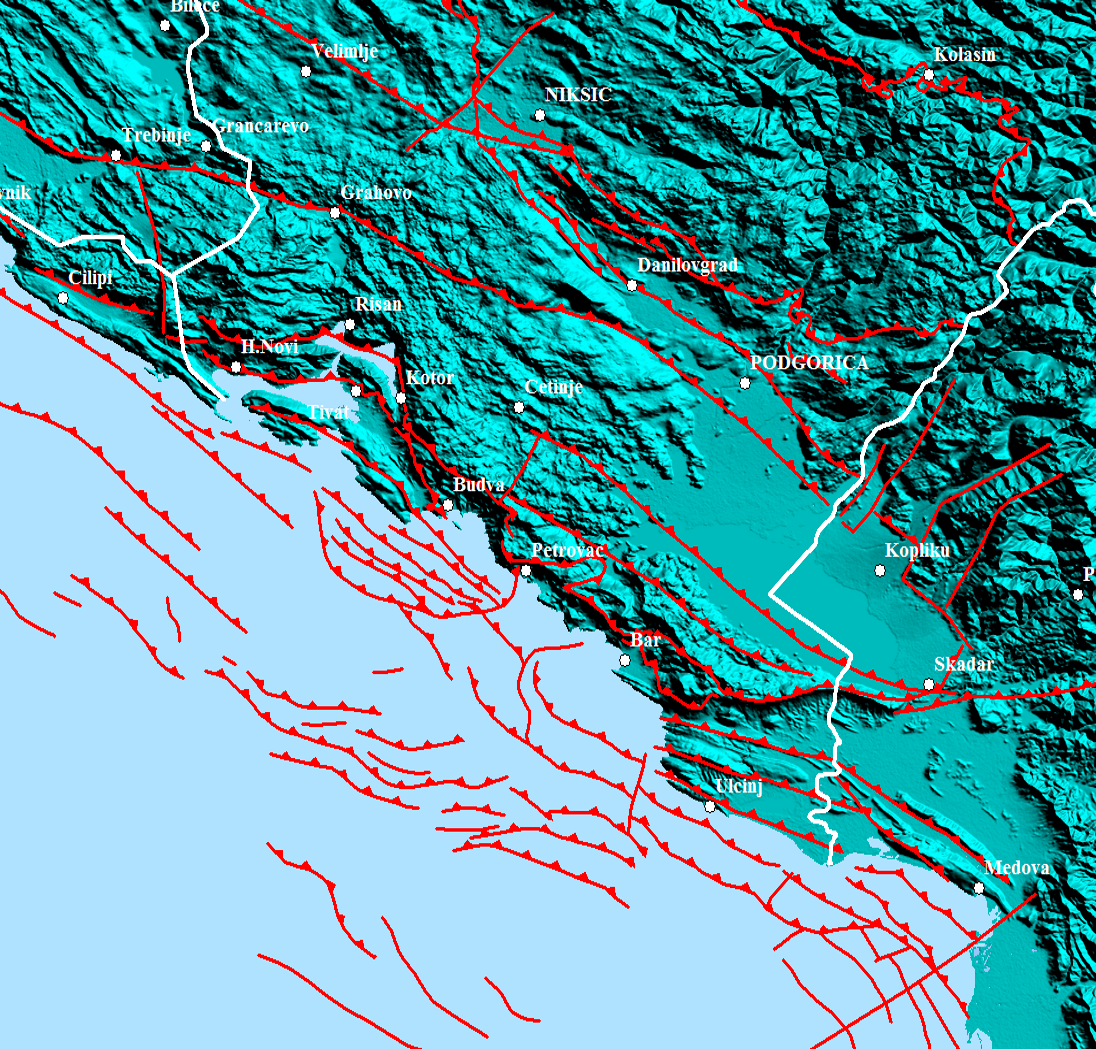 Bilece
Velimlje
Kolasin
NIKSIC
Trebinje
Grancarevo
vnik
Grahovo
Cilipi
Danilovgrad
Risan
H.Novi
PODGORICA
Kotor
Cetinje
Tivat
Budva
Petrovac
Kopliku
P
Bar
Skadar
Ulcinj
Medova